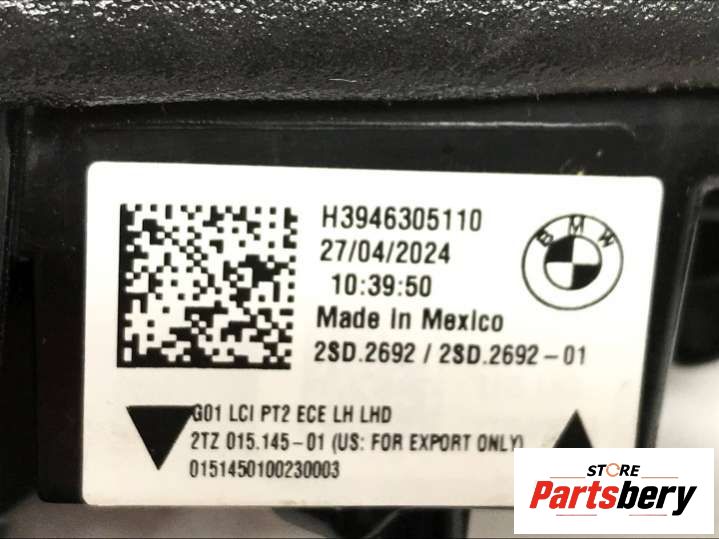 H3946305110
27/04/2024
10:39:50
Made in Mexico
2SD.2692 / 2SD.2692-01
BMW
G01 LCI PT2 ECE LH LHD
2TZ 015.145-01 (US: FOR EXPORT ONLY)
0151450100230003
STORE
Partsbery